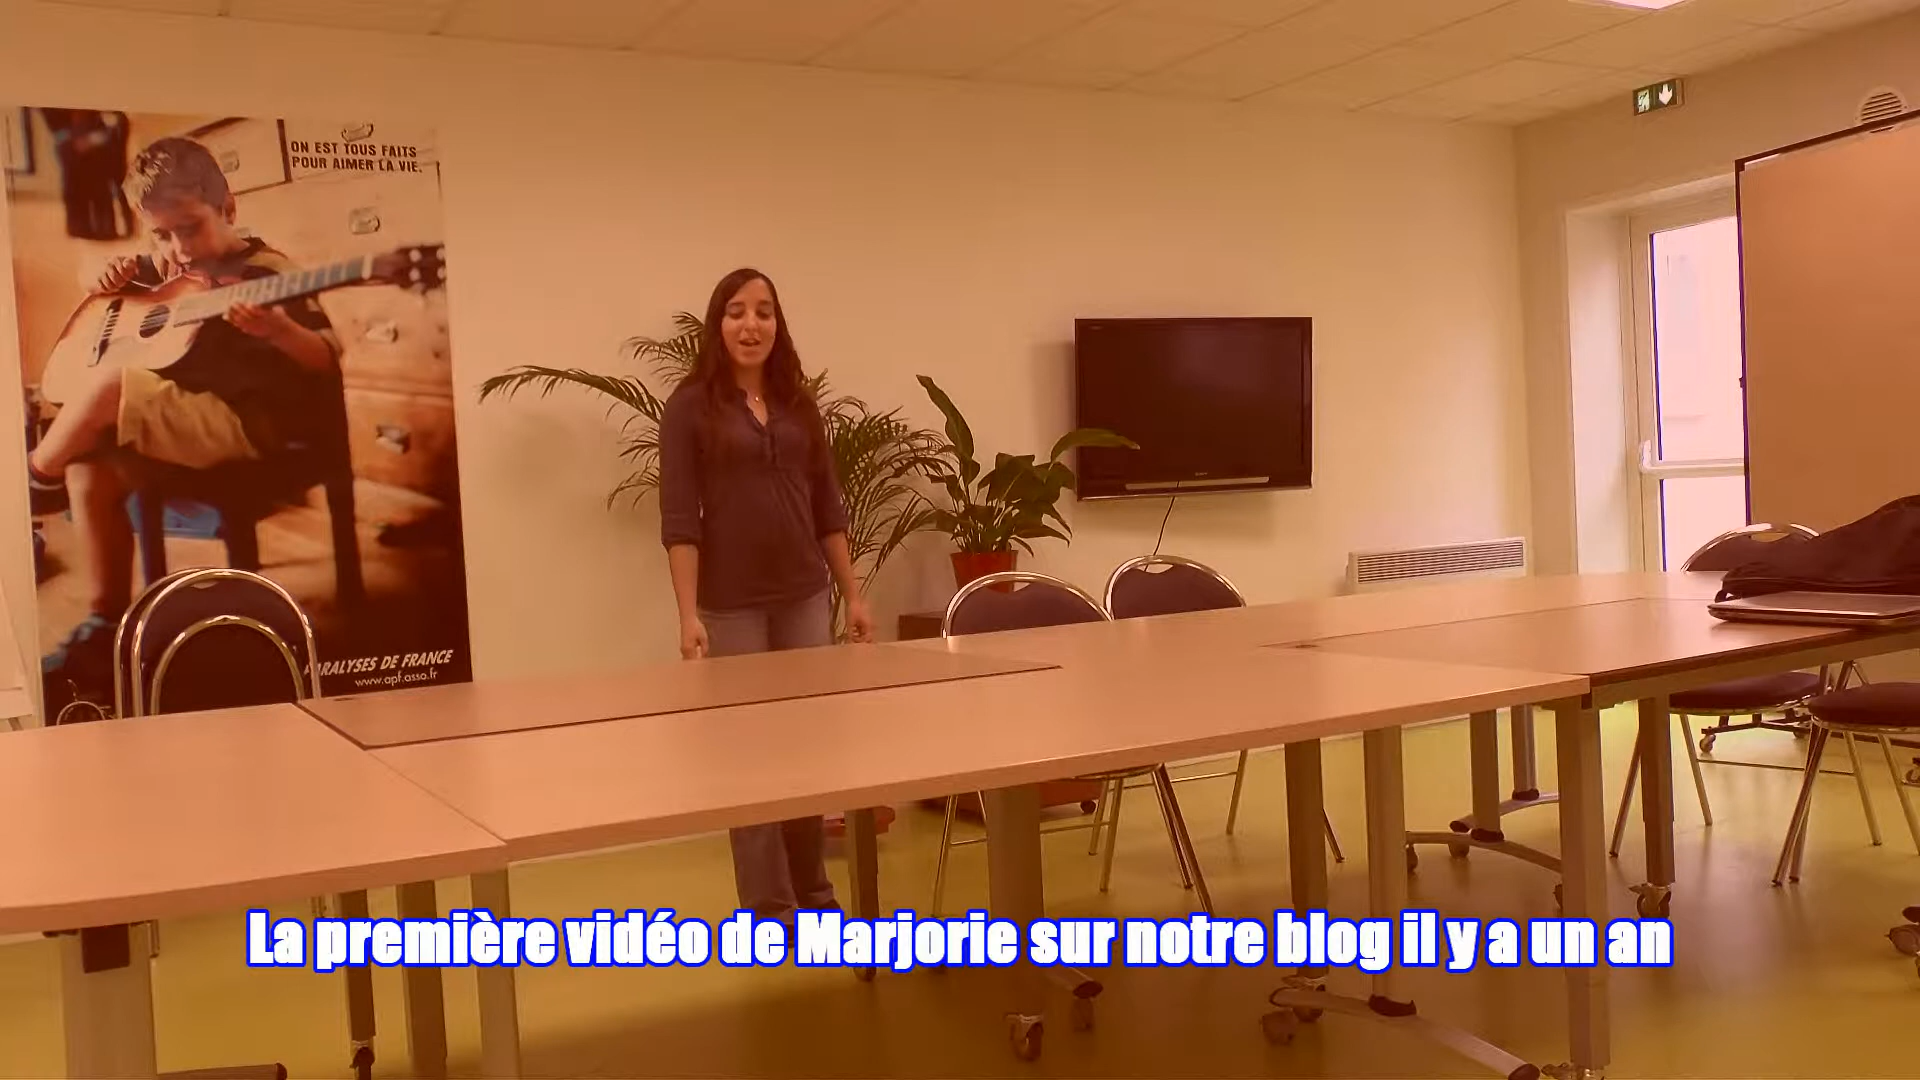 ON EST TOUS FAITS
POUR AIMER LA VIE.
PARALYSES DE FRANCE
www.apf.asso.fr
La première vidéo de Marjorie sur notre blog il y a un an